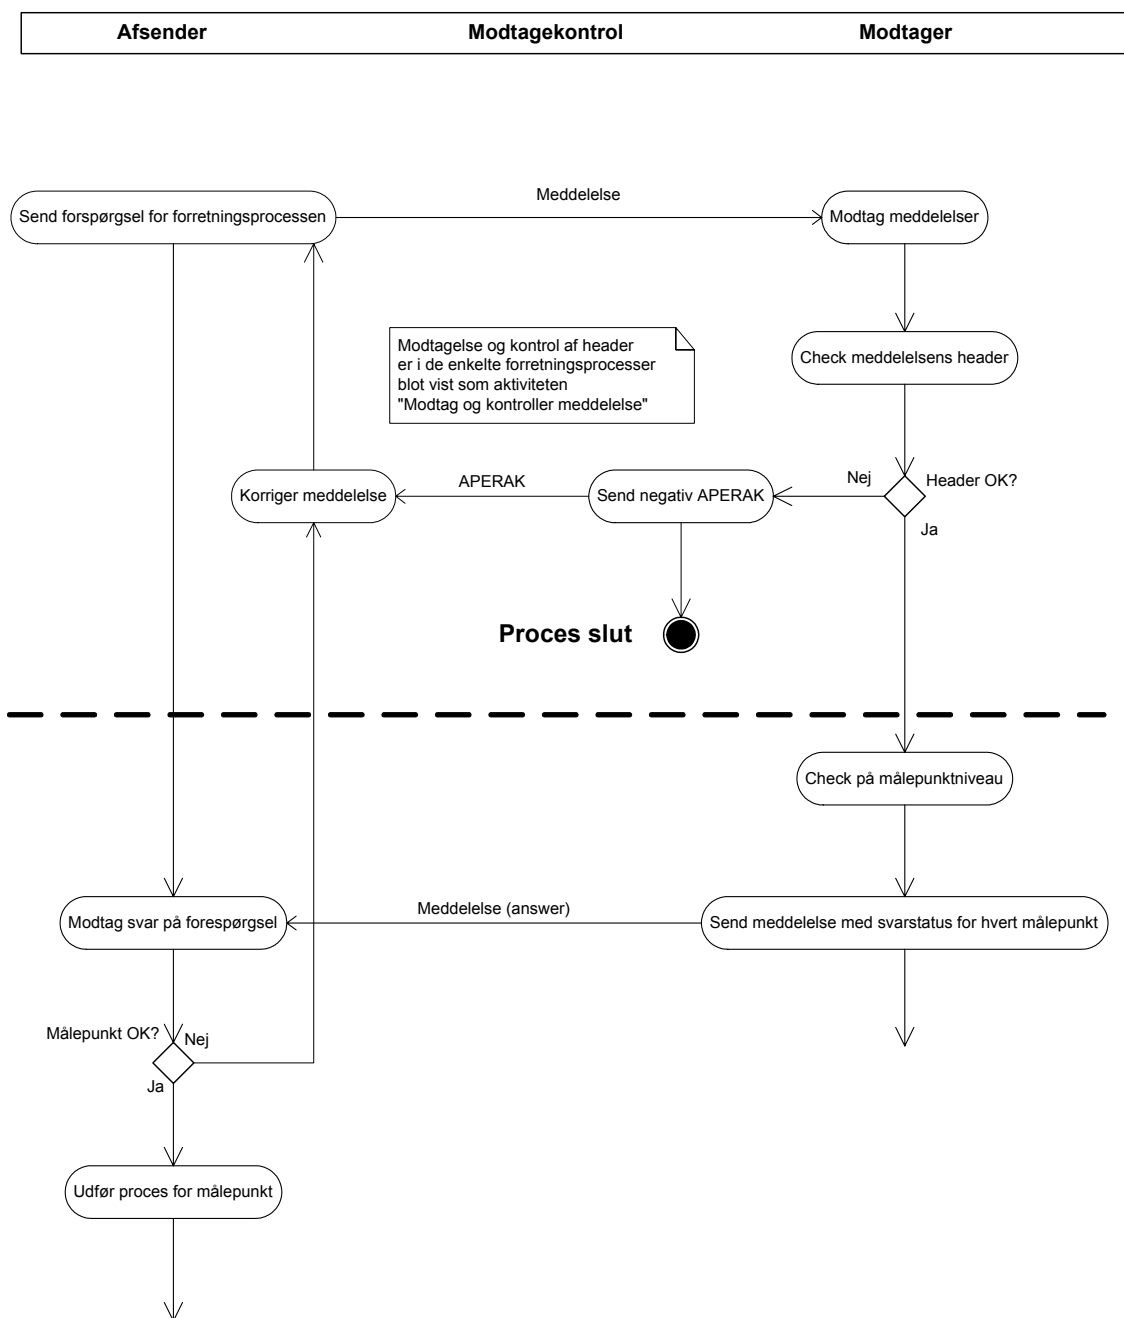 Afsender Modtagekontrol Modtager
Meddelelse
Send forspørgsel for forretningsprocessen
Modtag meddelelser
Modtagelse og kontrol af header
er i de enkelte forretningsprocesser
blot vist som aktiviteten
"Modtag og kontroller meddelelse"
Check meddelelsens header
Korriger meddelelse
APERAK
Send negativ APERAK
Nej
Header OK?
Ja
Proces slut
Check på målepunktniveau
Modtag svar på forespørgsel
Meddelelse (answer)
Send meddelelse med svarstatus for hvert målepunkt
Målepunkt OK?
Nej
Ja
Udfør proces for målepunkt